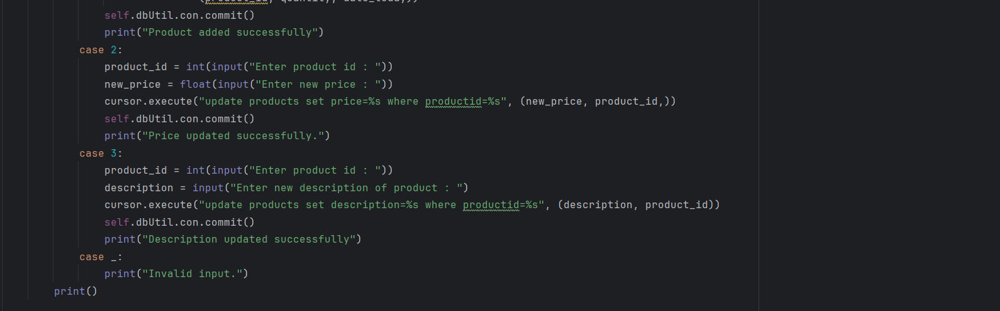 self.dbUtil.con.commit()
print("Product added successfully")
case 2:
product_id = int(input("Enter product id : "))
new_price = float(input("Enter new price : "))
cursor.execute("update products set price=%s where productid=%s", (new_price, product_id,))
self.dbUtil.con.commit()
print("Price updated successfully.")
case 3:
product_id = int(input("Enter product id : "))
description = input("Enter new description of product : ")
cursor.execute("update products set description=%s where productid=%s", (description, product_id))
self.dbUtil.con.commit()
print("Description updated successfully")
case _:
print("Invalid input.")
print()